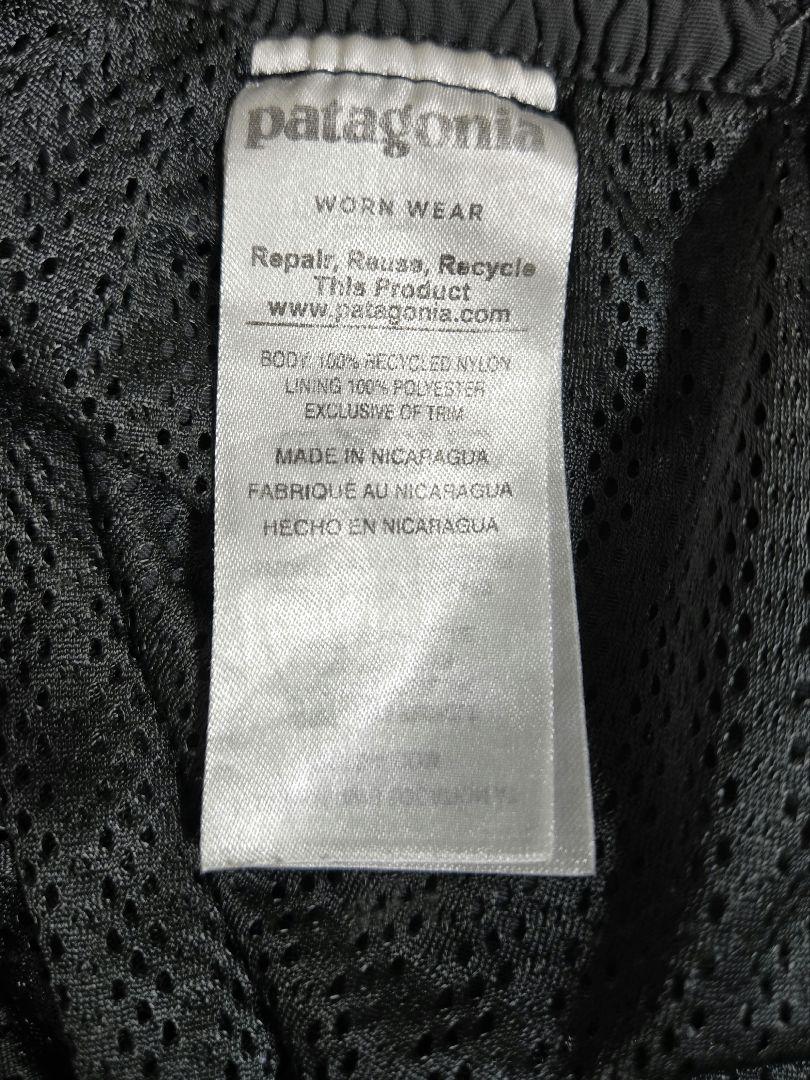 patagonia
WORN WEAR
Repair, Reuse, Recycle
This Product
www.patagonia.com
BODY 100% RECYCLED NYLON
LINING 100% POLYESTER
EXCLUSIVE OF TRIM
MADE IN NICARAGUA
FABRIQUÉ AU NICARAGUA
HECHO EN NICARAGUA